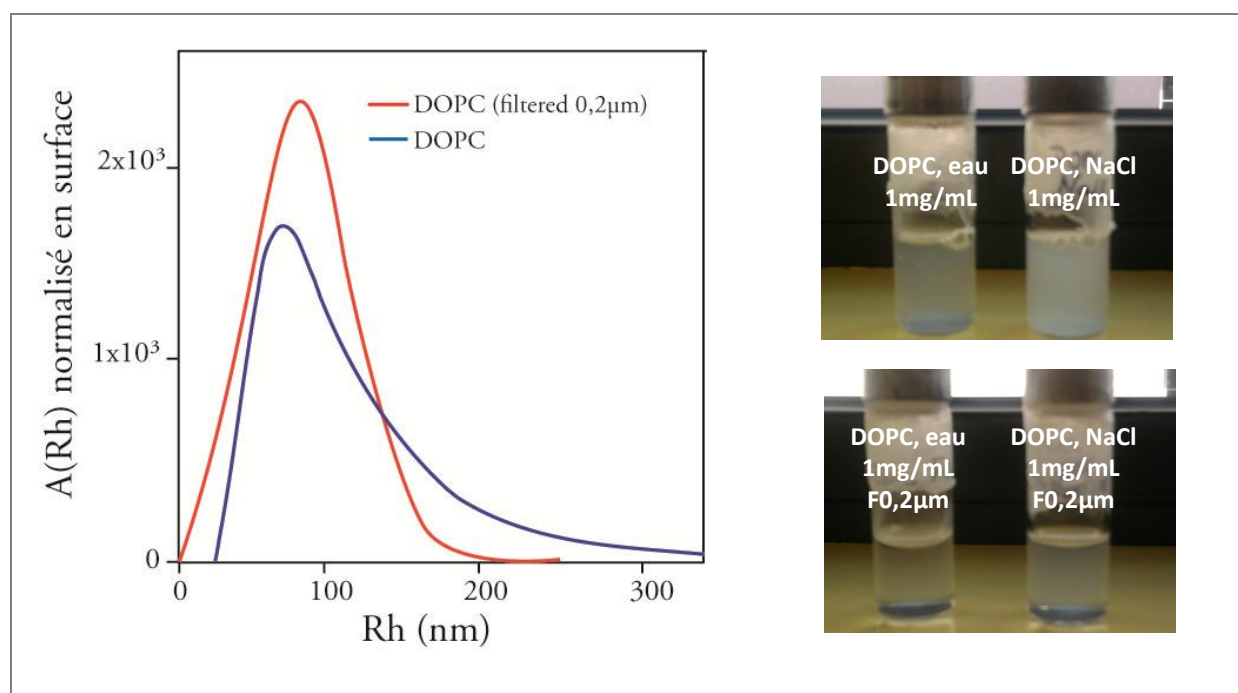 A(Rh) normalisé en surface
2x10³
1x10³
0
0
100
200
300
Rh (nm)
DOPC (filtered 0,2µm)
DOPC
DOPC, eau
1mg/mL
DOPC, NaCl
1mg/mL
DOPC, eau
1mg/mL
F0,2µm
DOPC, NaCl
1mg/mL
F0,2µm